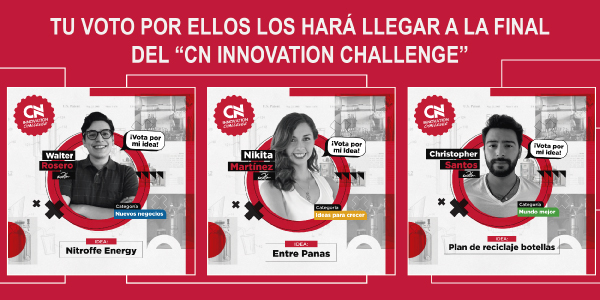 TU VOTO POR ELLOS LOS HARÁ LLEGAR A LA FINAL
DEL “CN INNOVATION CHALLENGE”
CN
INNOVATION
CHALLENGE
¡Vota por
mi idea!
Walter
Rosero
Categoría
Nuevos negocios
IDEA:
Nitroffe Energy
CN
INNOVATION
CHALLENGE
¡Vota por
mi idea!
Nikita
Martínez
Categoría
Ideas para crecer
IDEA:
Entre Panas
CN
INNOVATION
CHALLENGE
¡Vota por
mi idea!
Christopher
Santos
Categoría
Mundo mejor
IDEA:
Plan de reciclaje botellas